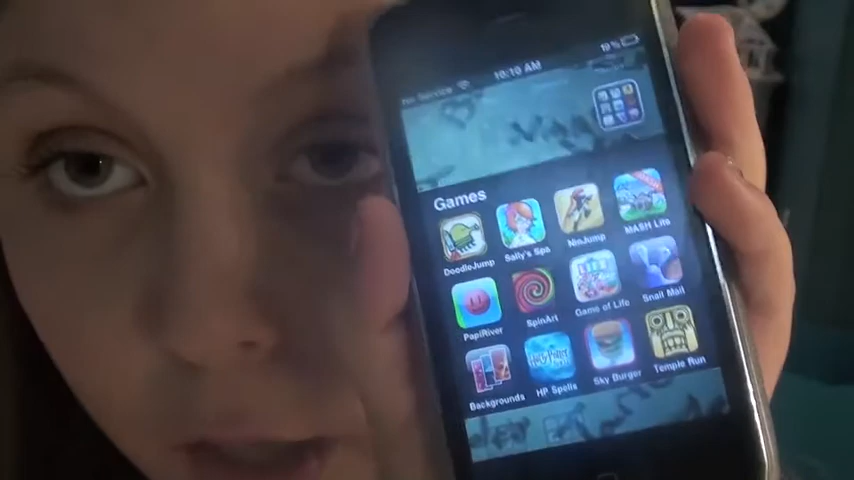 No Service 10:10 AM 19%
Games
DoodleJump Sally's Spa NinJump MASH Lite
PapiRiver SpinArt Game of Life Snail Mail
Backgrounds HP Spells Sky Burger Temple Run